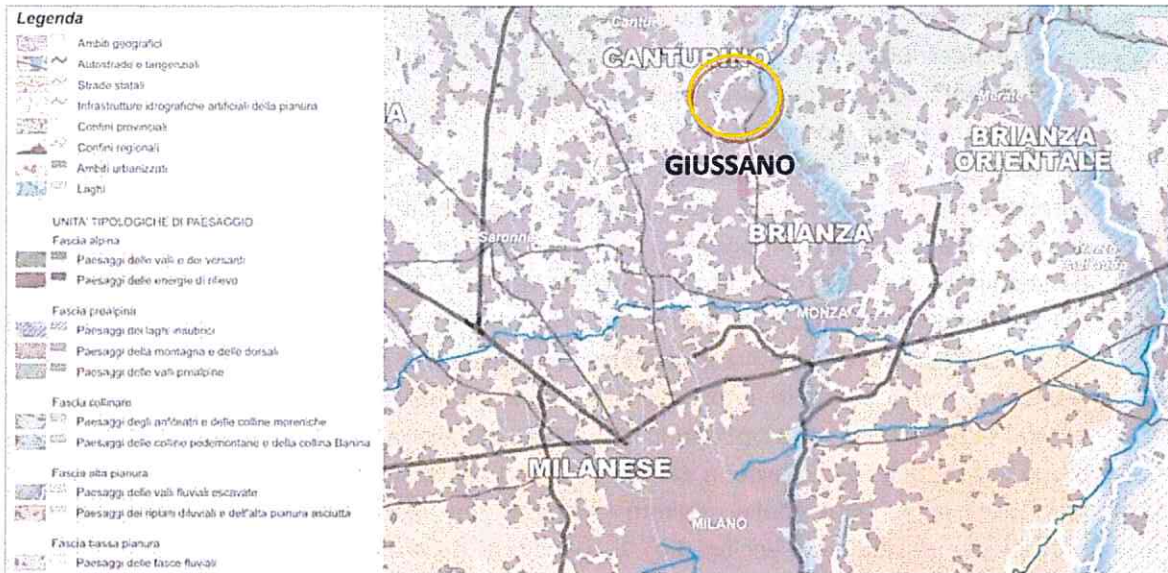 Legenda
Ambiti geografici
Autostrade e tangenziali
Strade statali
Infrastrutture idrografiche artificiali della pianura
Confini provinciali
Confini regionali
Ambiti urbanizzati
Laghi
UNITA' TIPOLOGICHE DI PAESAGGIO
Fascia alpina
Paesaggi delle valli e dei versanti
Paesaggi delle energie di rilievo
Fascia prealpina
Paesaggi dei laghi insubrici
Paesaggi della montagna e delle dorsali
Paesaggi delle valli prealpine
Fascia collinare
Paesaggi degli anfiteatri e delle colline moreniche
Paesaggi delle colline pedemontane e della collina Banina
Fascia alta pianura
Paesaggi delle valli fluviali escavate
Paesaggi dei ripiani diluviali e dell'alta pianura asciutta
Fascia bassa pianura
Paesaggi delle fasce fluviali
Cantù
CANTURINO
GIUSSANO
Merate
BRIANZA
ORIENTALE
Saronno
BRIANZA
MONZA
MILANESE
MILANO